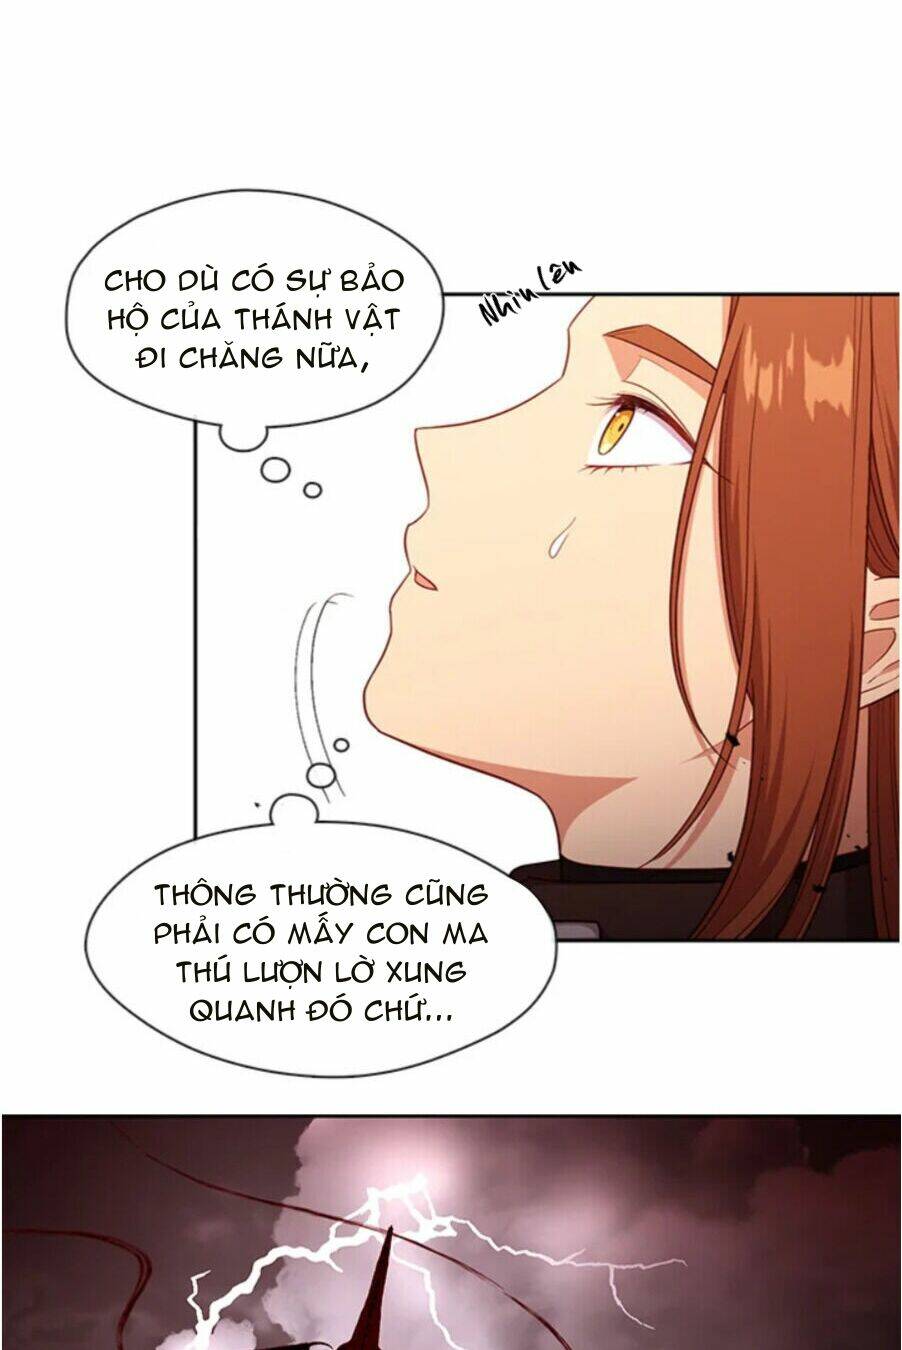 CHO DÙ CÓ SỰ BẢO
HỘ CỦA THÁNH VẬT
ĐI CHĂNG NỮA,
Nhìn lên
THÔNG THƯỜNG CŨNG
PHẢI CÓ MẤY CON MA
THÚ LƯỢN LỜ XUNG
QUANH ĐÓ CHỨ...